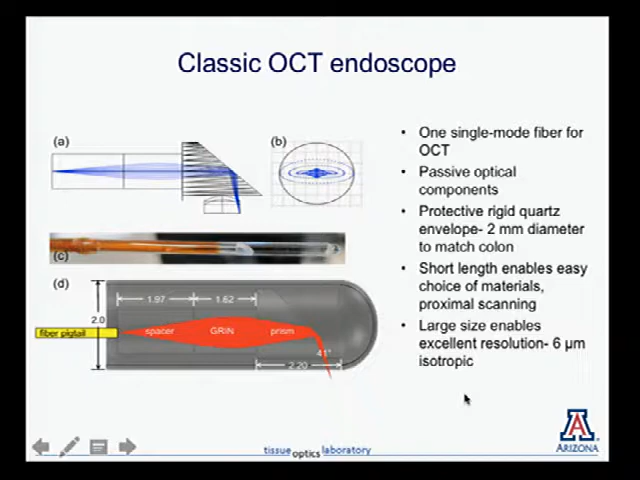 Classic OCT endoscope
(a)
(b)
(c)
(d)
1.97
1.62
2.0
fiber pigtail
spacer
GRIN
prism
41°
2.20
• One single-mode fiber for
OCT
• Passive optical
components
• Protective rigid quartz
envelope- 2 mm diameter
to match colon
• Short length enables easy
choice of materials,
proximal scanning
• Large size enables
excellent resolution- 6 µm
isotropic
tissue optics laboratory
A
ARIZONA